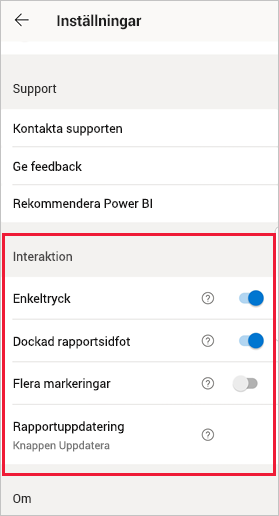 Inställningar
Support
Kontakta supporten
Ge feedback
Rekommendera Power BI
Interaktion
Enkeltryck
Dockad rapportsidfot
Flera markeringar
Rapportuppdatering
Knappen Uppdatera
Om